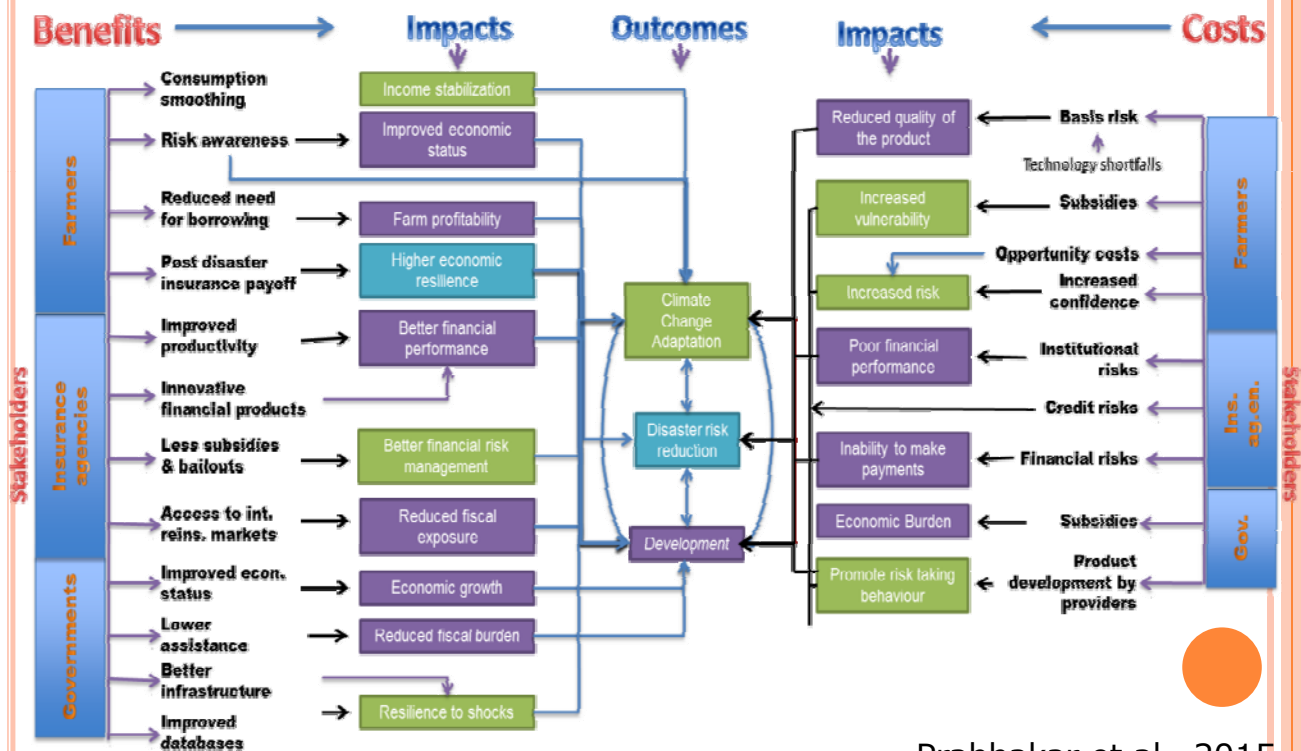 Benefits
Impacts
Outcomes
Impacts
Costs
Stakeholders
Farmers
Insurance
agencies
Governments
Consumption
smoothing
Risk awareness
Reduced need
for borrowing
Post disaster
insurance payoff
Improved
productivity
Innovative
financial products
Less subsidies
& bailouts
Access to int.
reins. markets
Improved econ.
status
Lower
assistance
Better
infrastructure
Improved
databases
Income stabilization
Improved economic
status
Farm profitability
Higher economic
resilience
Better financial
performance
Better financial risk
management
Reduced fiscal
exposure
Economic growth
Reduced fiscal burden
Resilience to shocks
Climate
Change
Adaptation
Disaster risk
reduction
Development
Reduced quality of
the product
Increased
vulnerability
Increased risk
Poor financial
performance
Inability to make
payments
Economic Burden
Promote risk taking
behaviour
Basis risk
Technology shortfalls
Subsidies
Opportunity costs
Increased
confidence
Institutional
risks
Credit risks
Financial risks
Subsidies
Product
development by
providers
Farmers
Ins.
ag.en.
Gov.
Stakeholders
Prabhakar et al., 2015